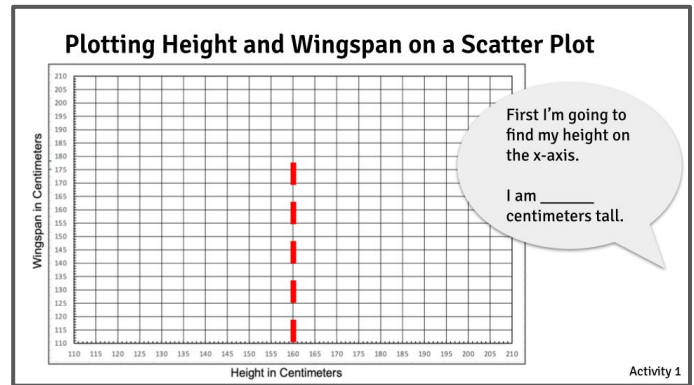 Plotting Height and Wingspan on a Scatter Plot
210
205
200
195
190
185
180
175
170
165
160
155
150
145
140
135
130
125
120
115
110
Wingspan in Centimeters
110 115 120 125 130 135 140 145 150 155 160 165 170 175 180 185 190 195 200 205 210
Height in Centimeters
First I'm going to
find my height on
the x-axis.
I am ______
centimeters tall.
Activity 1